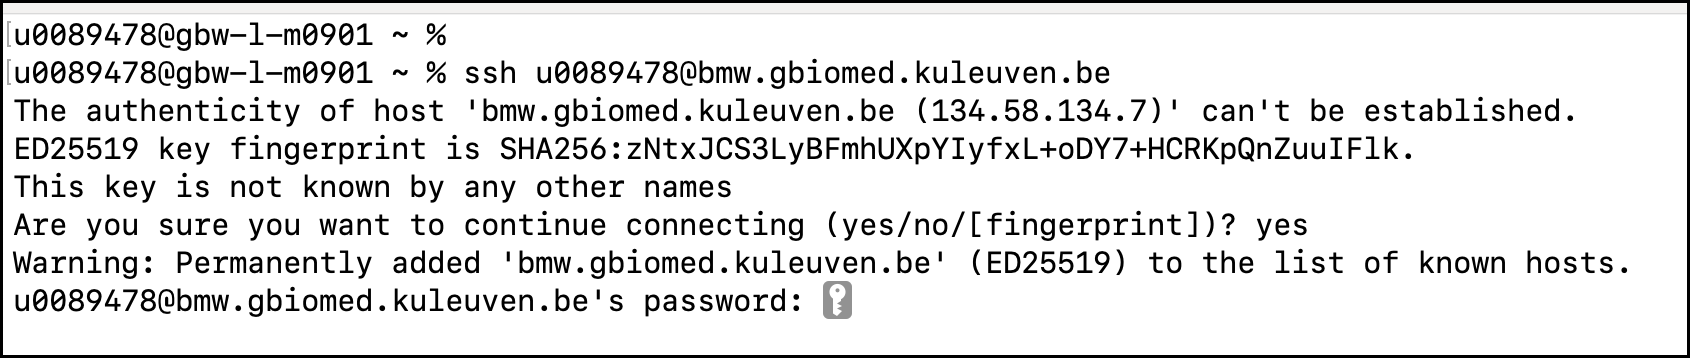 u0089478@gbw-l-m0901 ~ %
u0089478@gbw-l-m0901 ~ % ssh u0089478@bmw.gbiomed.kuleuven.be
The authenticity of host 'bmw.gbiomed.kuleuven.be (134.58.134.7)' can't be established.
ED25519 key fingerprint is SHA256:zNtxJCS3LyBFmhUXpYIyfxL+oDY7+HCRKpQnZuuIFlk.
This key is not known by any other names
Are you sure you want to continue connecting (yes/no/[fingerprint])? yes
Warning: Permanently added 'bmw.gbiomed.kuleuven.be' (ED25519) to the list of known hosts.
u0089478@bmw.gbiomed.kuleuven.be's password: